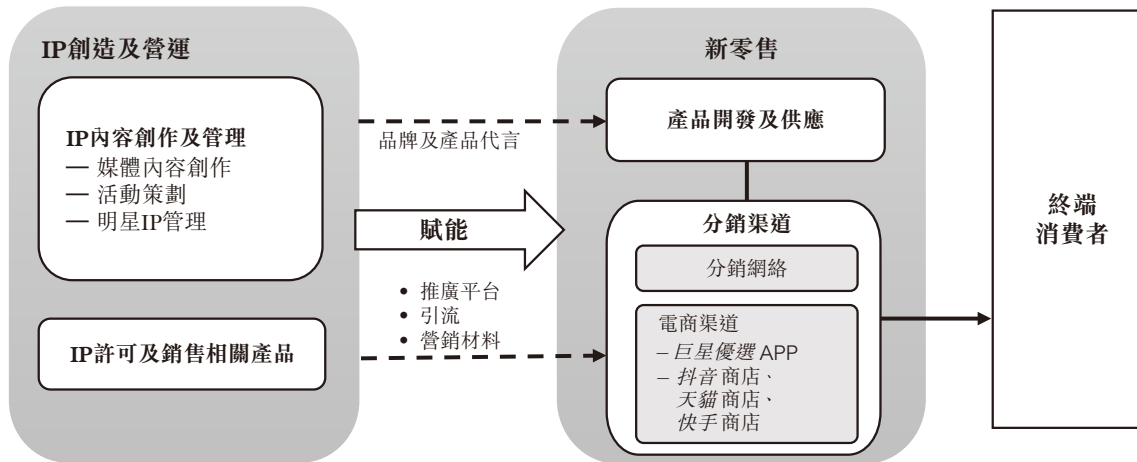 IP創造及營運
IP內容創作及管理
— 媒體內容創作
— 活動策劃
— 明星IP管理
IP許可及銷售相關產品
品牌及產品代言
賦能
• 推廣平台
• 引流
• 營銷材料
新零售
產品開發及供應
分銷渠道
分銷網絡
電商渠道
– 巨星優選 APP
– 抖音商店、
天貓商店、
快手商店
終端
消費者